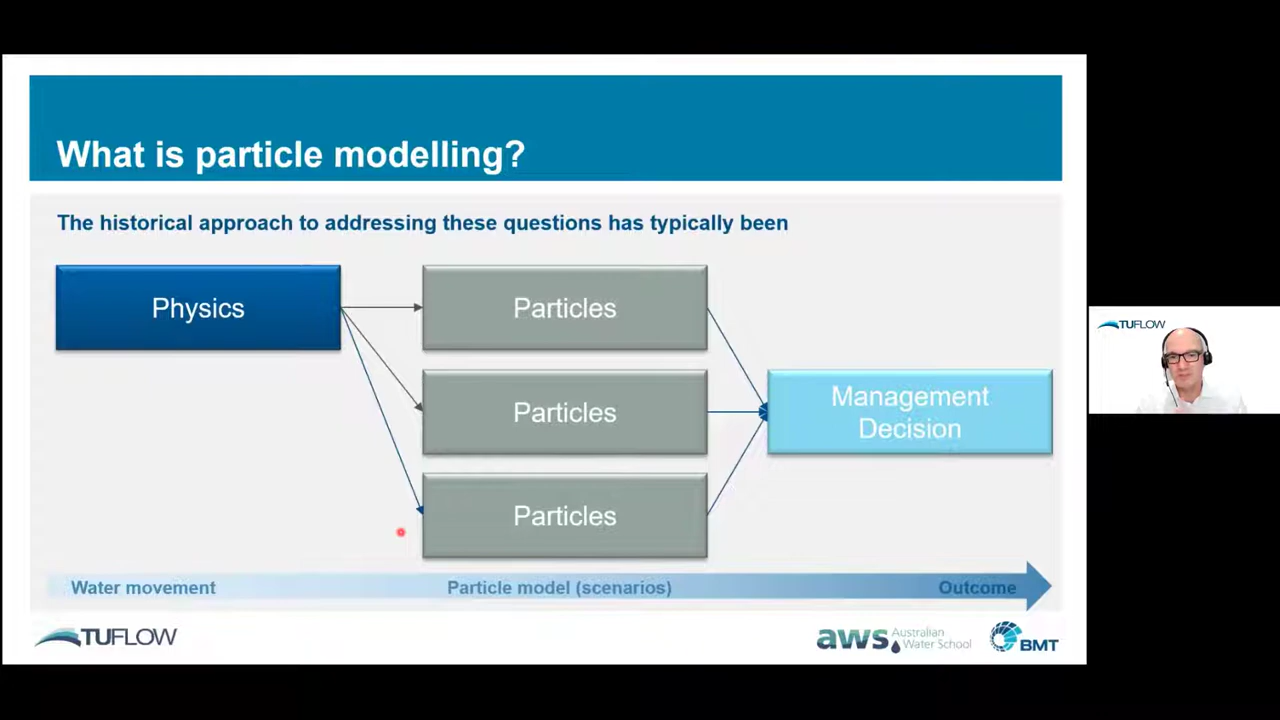 What is particle modelling?
The historical approach to addressing these questions has typically been
Physics
Particles
Particles
Particles
Management
Decision
Water movement
Particle model (scenarios)
Outcome
TUFLOW
aws Australian
Water School
BMT
TUFLOW